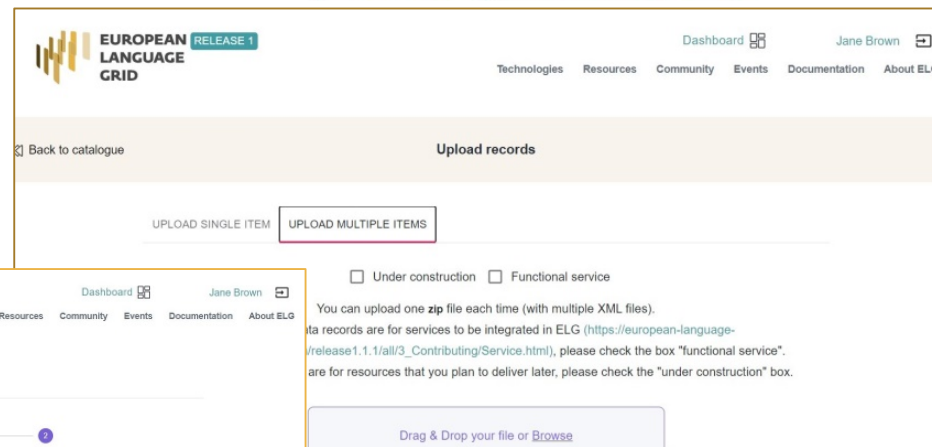 EUROPEAN RELEASE 1
LANGUAGE
GRID
Dashboard Jane Brown
Technologies Resources Community Events Documentation About ELG
Back to catalogue Upload records
UPLOAD SINGLE ITEM UPLOAD MULTIPLE ITEMS
Under construction Functional service
You can upload one zip file each time (with multiple XML files).
records are for services to be integrated in ELG (https://european-language-
/release1.1.1/all/3_Contributing/Service.html), please check the box "functional service".
are for resources that you plan to deliver later, please check the "under construction" box.
Drag & Drop your file or Browse
Dashboard Jane Brown
Resources Community Events Documentation About ELG
2